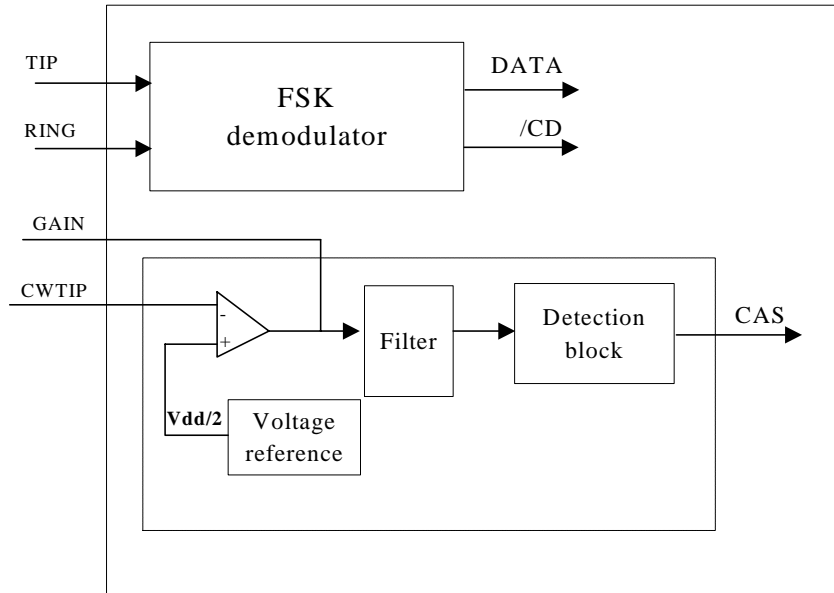 TIP
RING
FSK
demodulator
DATA
/CD
GAIN
CWTIP
-
+
Vdd/2
Voltage
reference
Filter
Detection
block
CAS